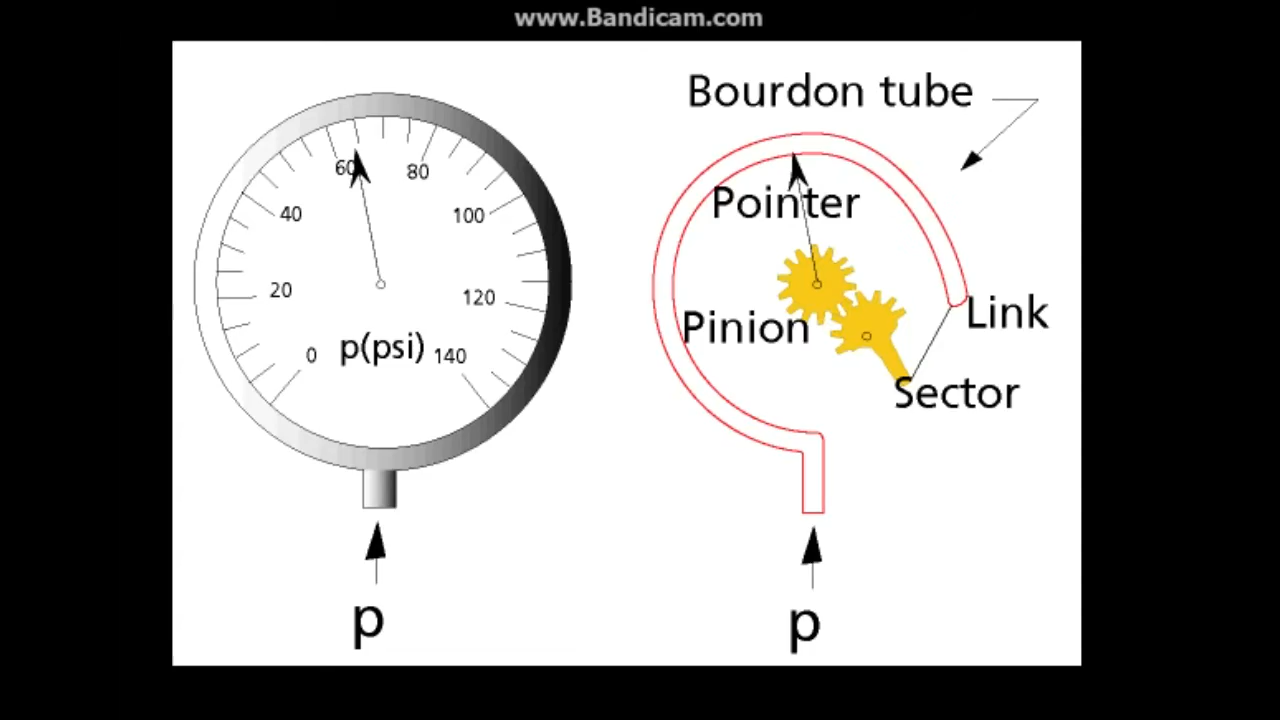 www.Bandicam.com
Bourdon tube
60
80
40
100
20
120
0
p(psi)
140
p
Pointer
Pinion
Link
Sector
p